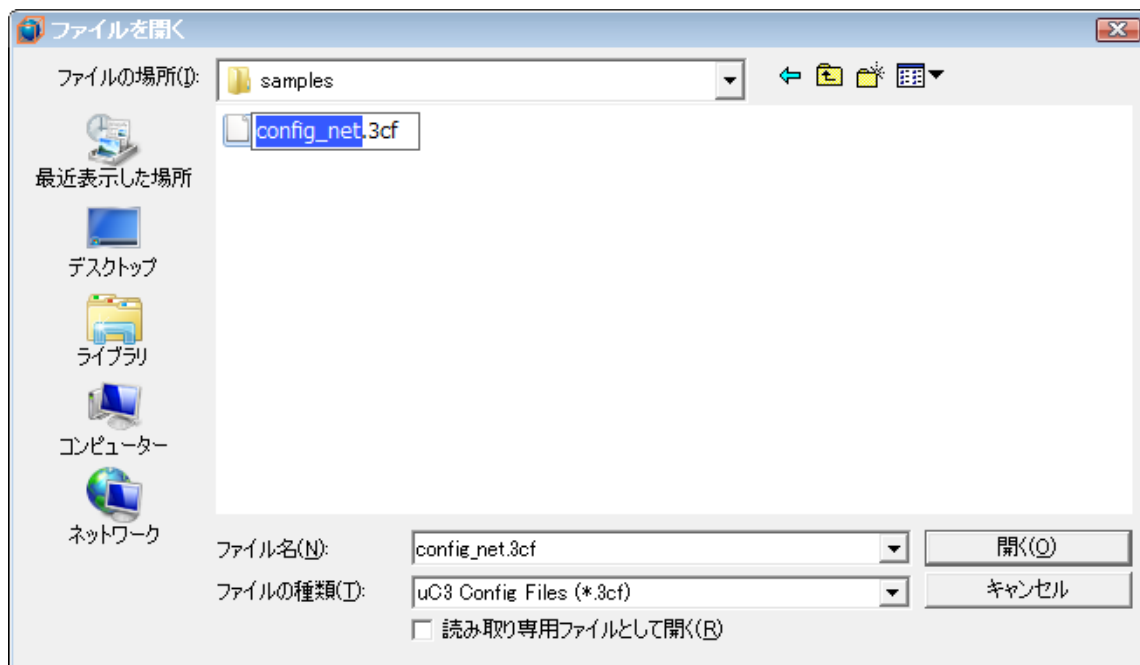 ファイルを開く
ファイルの場所(I):
samples
config_net.3cf
最近表示した場所
デスクトップ
ライブラリ
コンピューター
ネットワーク
ファイル名(N):
config_net.3cf
開く(O)
ファイルの種類(T):
uC3 Config Files (*.3cf)
キャンセル
読み取り専用ファイルとして開く(R)